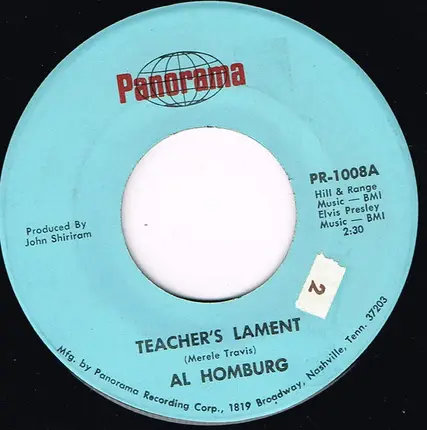 Panorama
PR-1008A
Hill & Range
Music — BMI
Elvis Presley
Music — BMI
2:30
Produced By
John Shiriram
2
TEACHER'S LAMENT
(Merele Travis)
AL HOMBURG
Mfg. by Panorama Recording Corp., 1819 Broadway, Nashville, Tenn. 37203